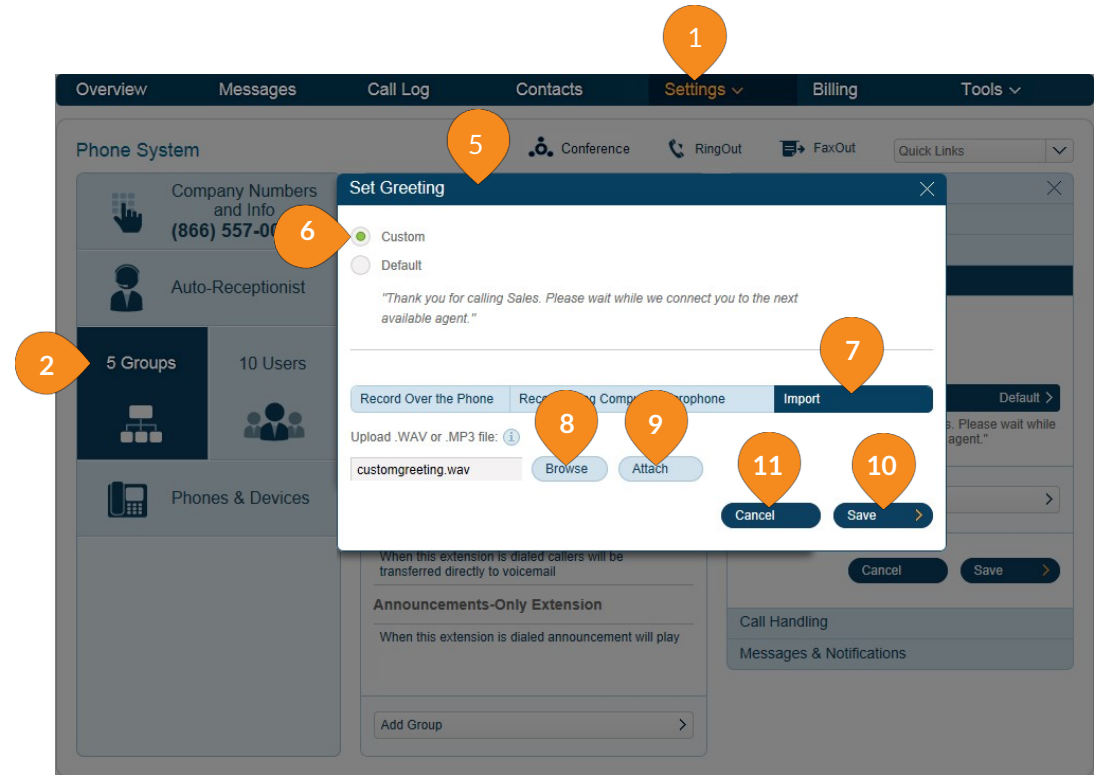 1
Overview Messages Call Log Contacts Settings Billing Tools
5
Phone System Conference RingOut FaxOut Quick Links
Company Numbers
and Info
(866) 557-00
Set Greeting
6
Custom
Default
"Thank you for calling Sales. Please wait while we connect you to the next
available agent."
Auto-Receptionist
2
5 Groups 10 Users
7
Record Over the Phone Import
Default >
s. Please wait while
agent."
8 9
Upload .WAV or .MP3 file:
customgreeting.wav Browse Attach
11 10
Phones & Devices
Cancel Save
When this extension is dialed callers will be
transferred directly to voicemail
Cancel Save
Announcements-Only Extension
When this extension is dialed announcement will play
Call Handling
Messages & Notifications
Add Group